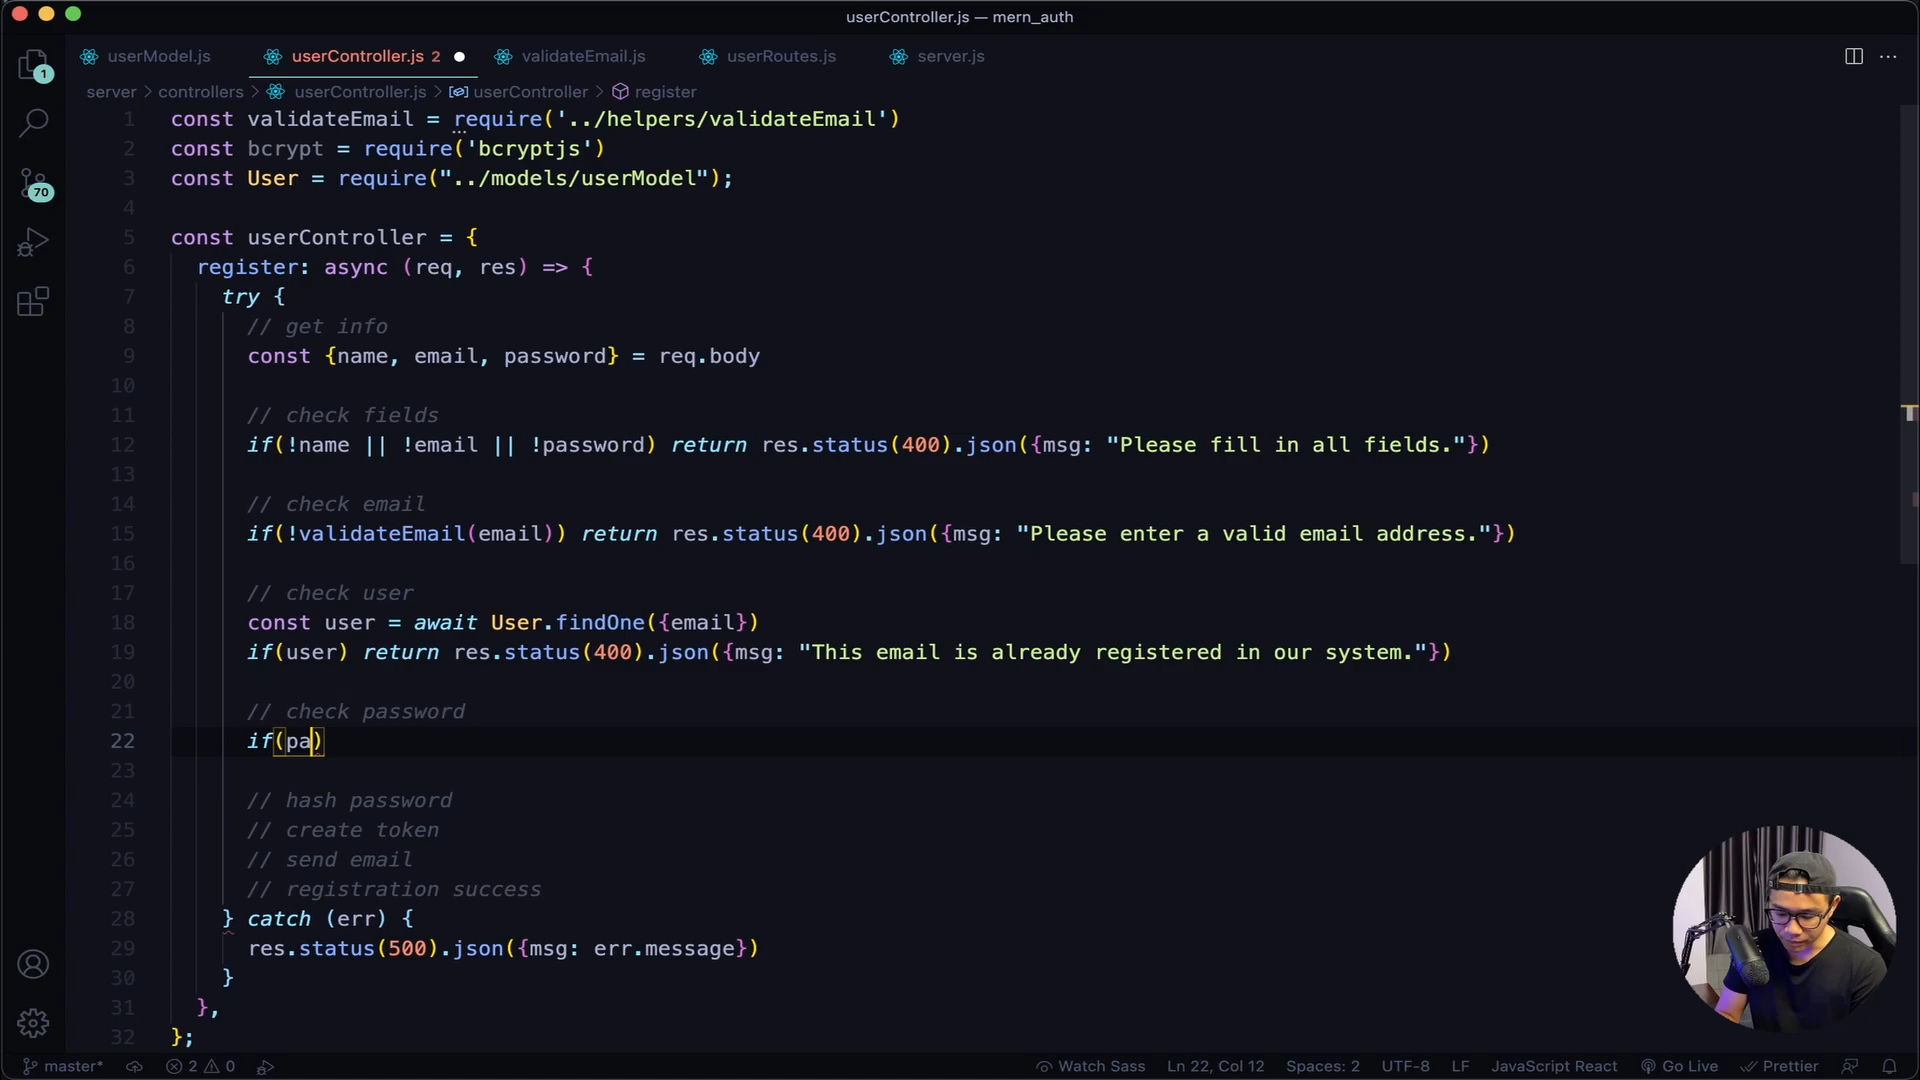 userController.js — mern_auth
userModel.js userController.js 2 validateEmail.js userRoutes.js server.js
1
70
server > controllers > userController.js > userController > register
1 const validateEmail = require('../helpers/validateEmail')
2 const bcrypt = require('bcryptjs')
3 const User = require("../models/userModel");
4
5 const userController = {
6 register: async (req, res) => {
7 try {
8 // get info
9 const {name, email, password} = req.body
10
11 // check fields
12 if(!name || !email || !password) return res.status(400).json({msg: "Please fill in all fields."})
13
14 // check email
15 if(!validateEmail(email)) return res.status(400).json({msg: "Please enter a valid email address."})
16
17 // check user
18 const user = await User.findOne({email})
19 if(user) return res.status(400).json({msg: "This email is already registered in our system."})
20
21 // check password
22 if(pa)
23
24 // hash password
25 // create token
26 // send email
27 // registration success
28 } catch (err) {
29 res.status(500).json({msg: err.message})
30 }
31 },
32 };
master* 2 0 Watch Sass Ln 22, Col 12 Spaces: 2 UTF-8 LF JavaScript React Go Live Prettier